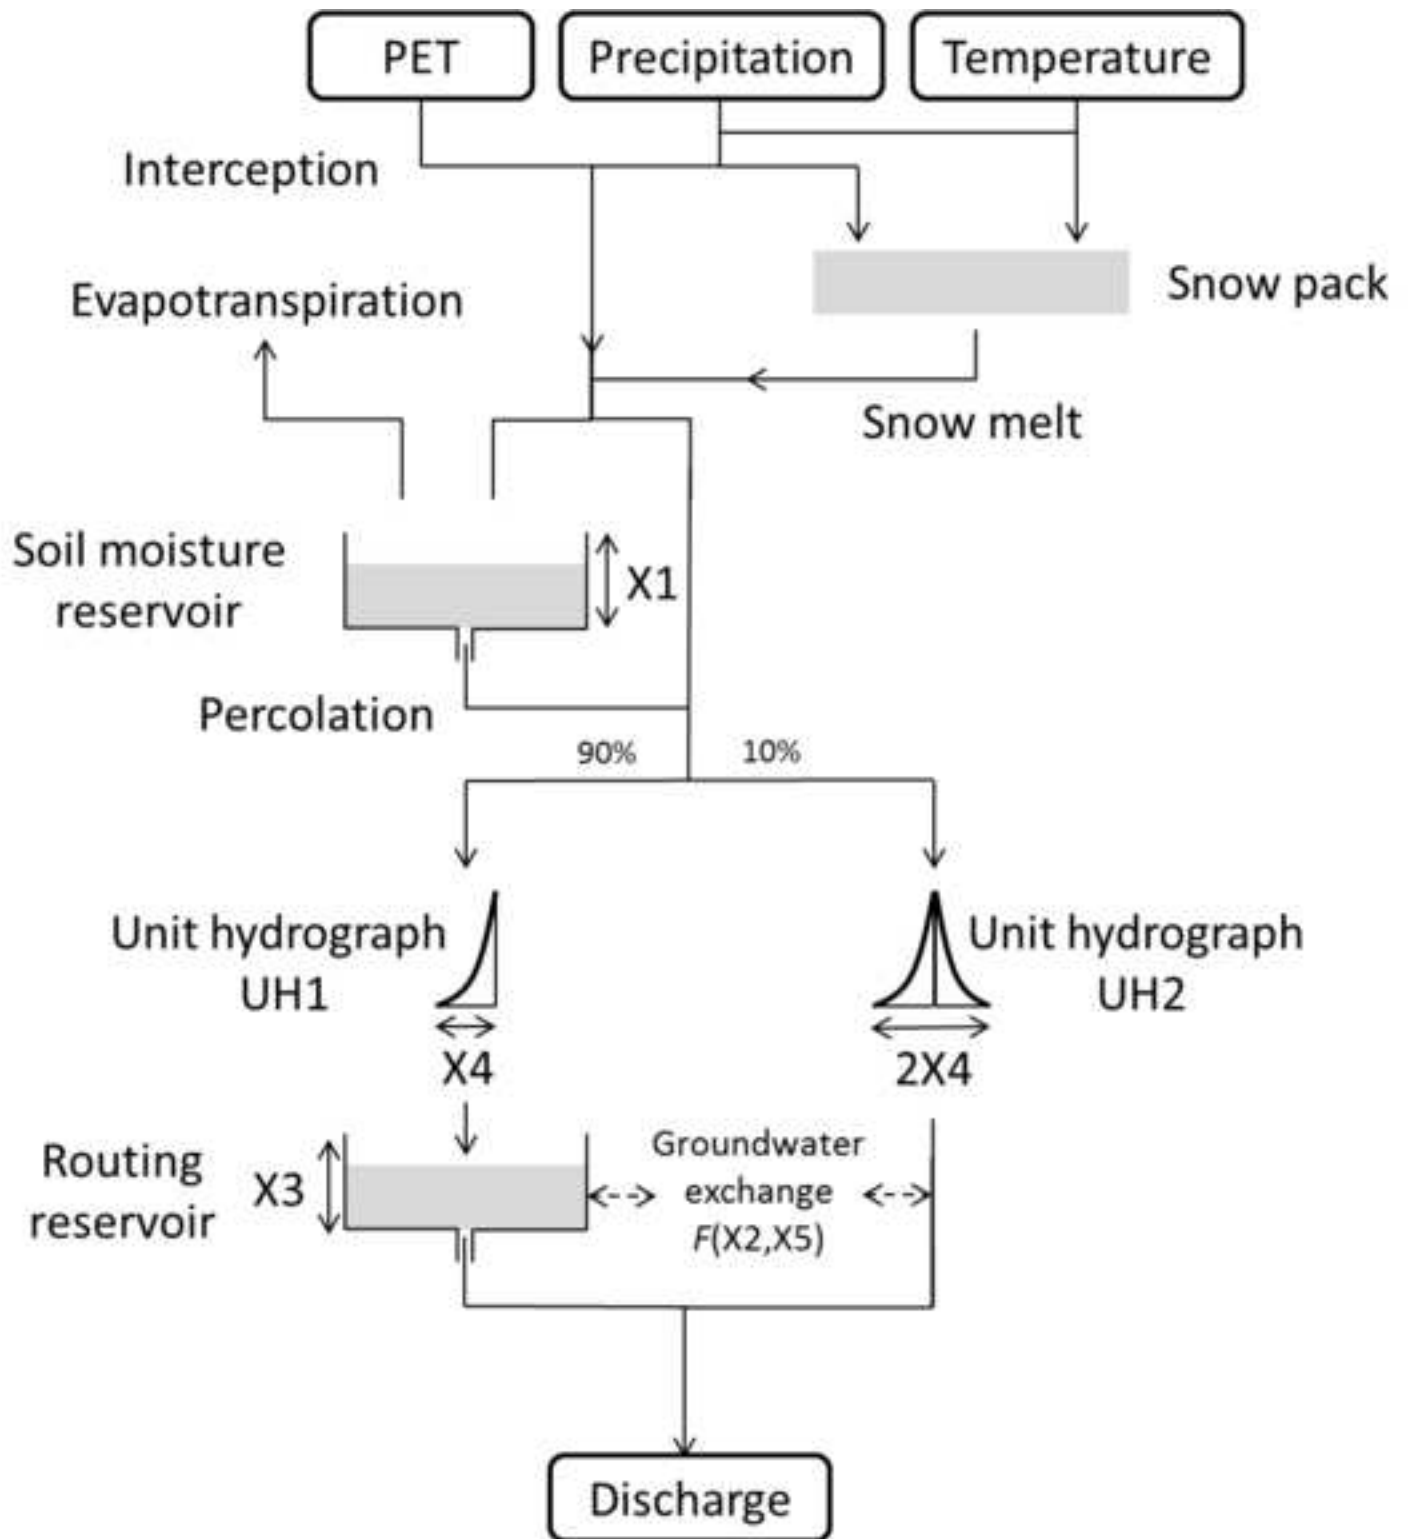 PET
Precipitation
Temperature
Interception
Evapotranspiration
Snow pack
Snow melt
Soil moisture
reservoir
X1
Percolation
90%
10%
Unit hydrograph
UH1
Unit hydrograph
UH2
X4
2X4
Routing
reservoir
X3
Groundwater
exchange
F(X2,X5)
Discharge